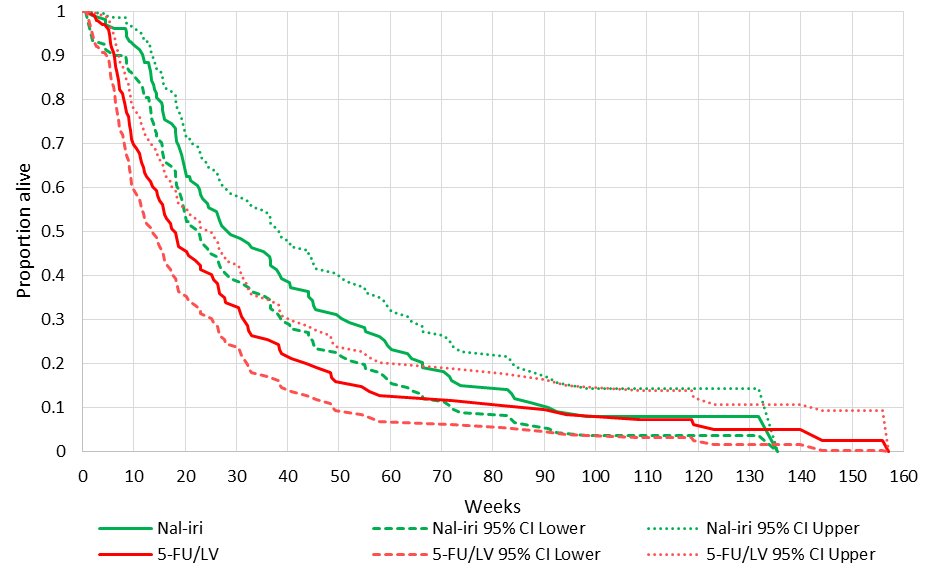 1
0.9
0.8
0.7
0.6
0.5
0.4
0.3
0.2
0.1
0
Proportion alive
0 10 20 30 40 50 60 70 80 90 100 110 120 130 140 150 160
Weeks
Nal-iri Nal-iri 95% CI Lower Nal-iri 95% CI Upper
5-FU/LV 5-FU/LV 95% CI Lower 5-FU/LV 95% CI Upper